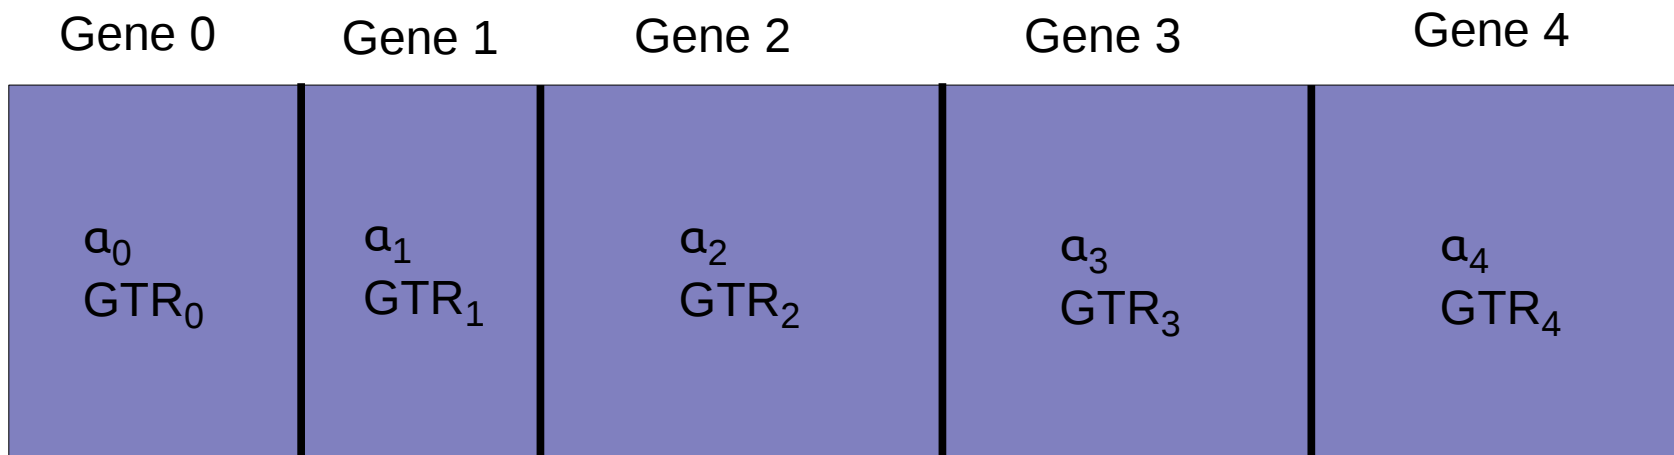 Gene 0 Gene 1 Gene 2 Gene 3 Gene 4
α₀ α₁ α₂ α₃ α₄
GTR₀ GTR₁ GTR₂ GTR₃ GTR₄